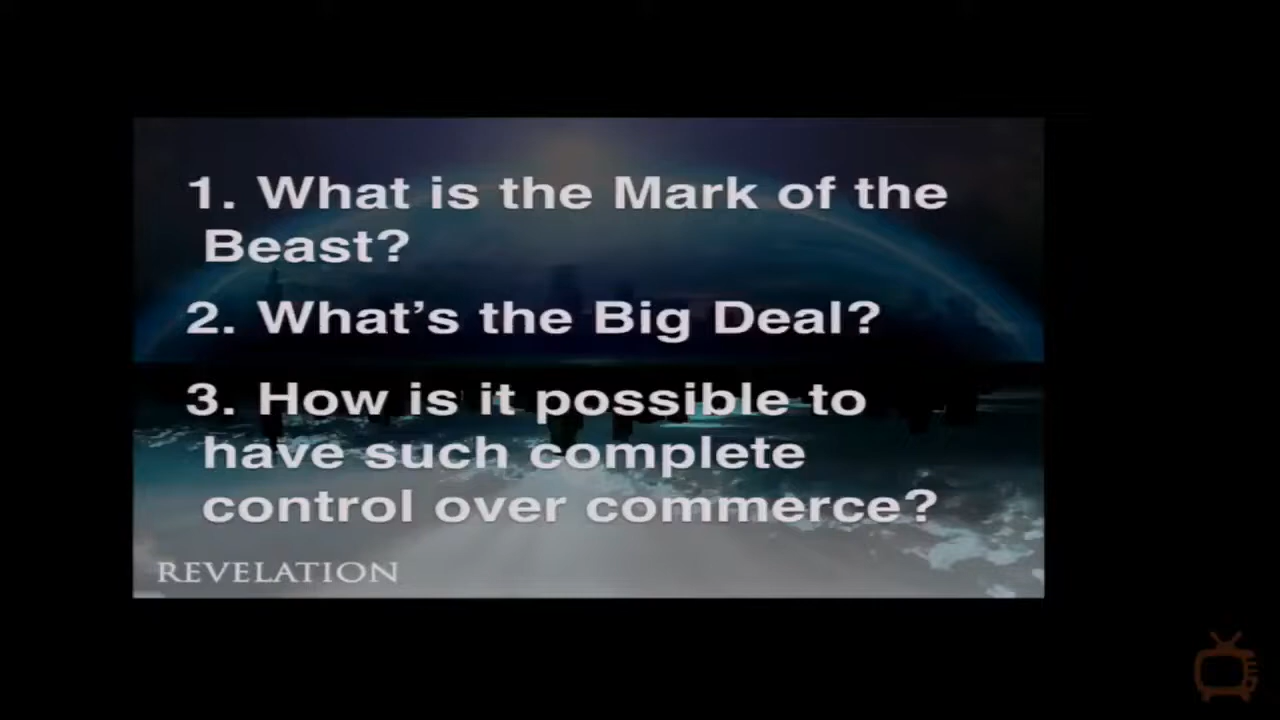 1. What is the Mark of the
Beast?
2. What's the Big Deal?
3. How is it possible to
have such complete
control over commerce?
REVELATION